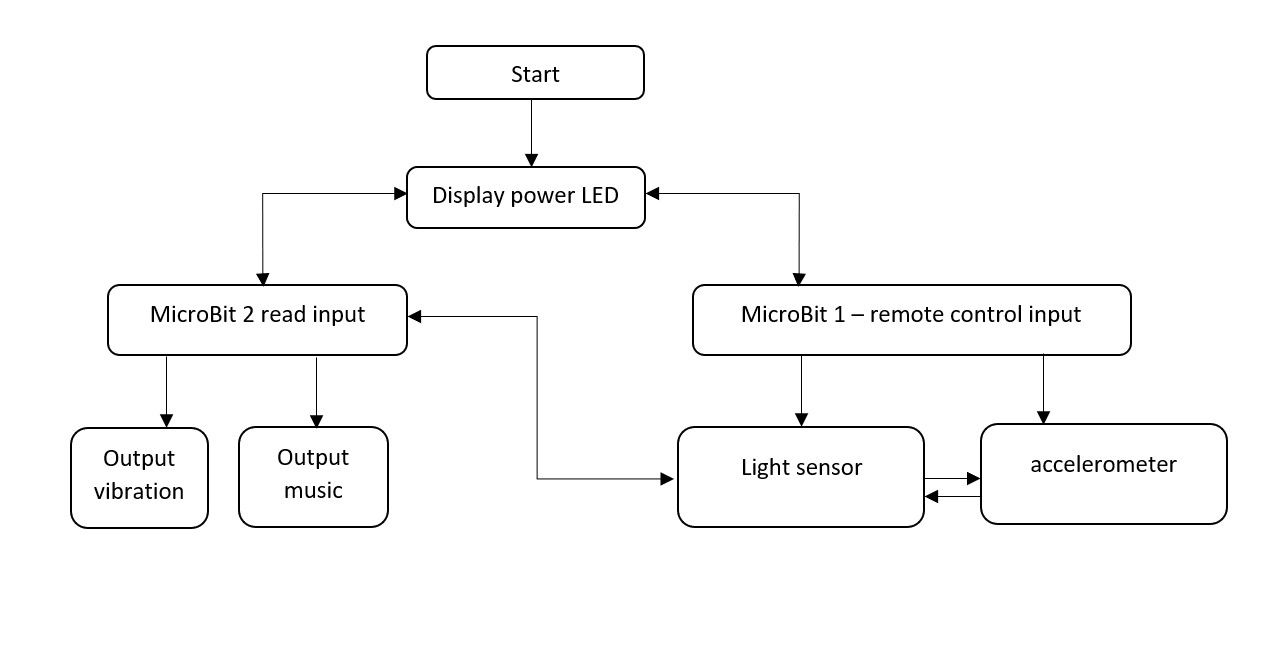 Start
Display power LED
MicroBit 2 read input
MicroBit 1 – remote control input
Output
vibration
Output
music
Light sensor
accelerometer